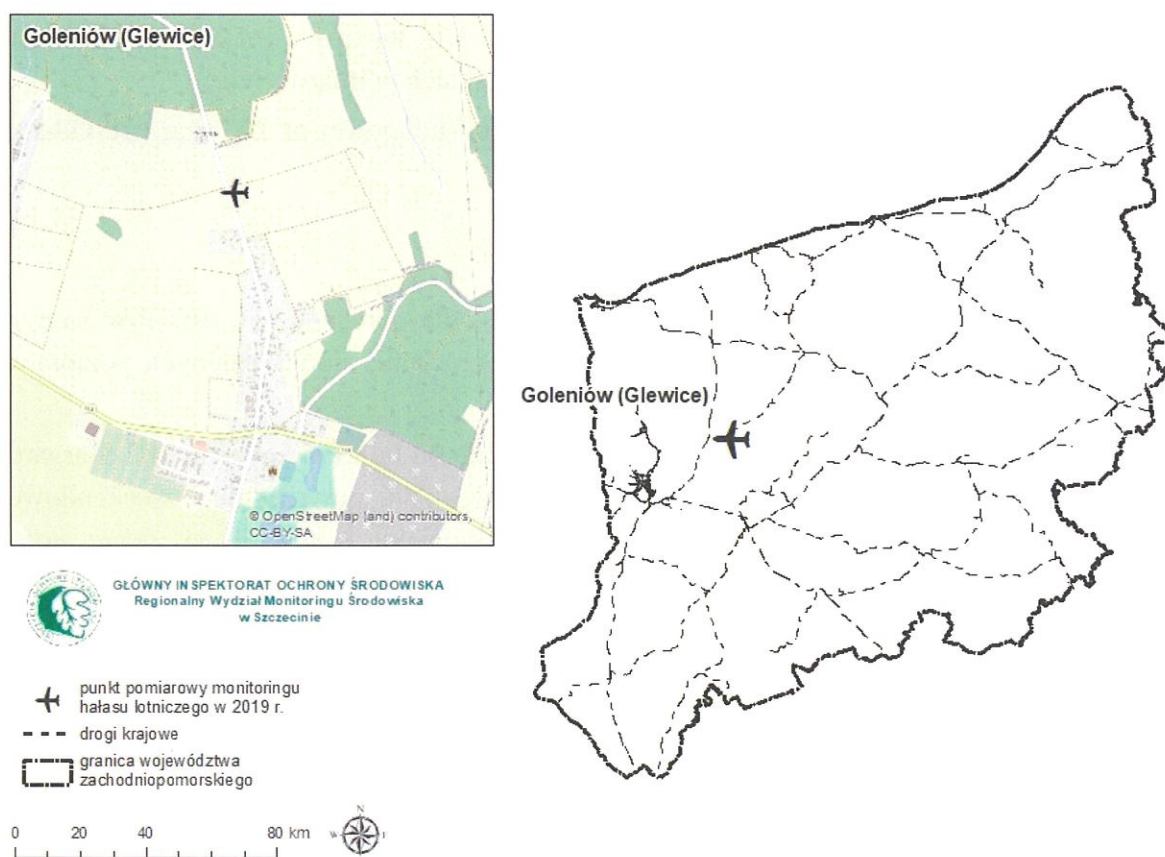 Goleniów (Glewice)
© OpenStreetMap (and) contributors,
CC-BY-SA
Goleniów (Glewice)
GŁÓWNY INSPEKTORAT OCHRONY ŚRODOWISKA
Regionalny Wydział Monitoringu Środowiska
w Szczecinie
punkt pomiarowy monitoringu
hałasu lotniczego w 2019 r.
drogi krajowe
granica województwa
zachodniopomorskiego
0 20 40 80 km
N
W
E